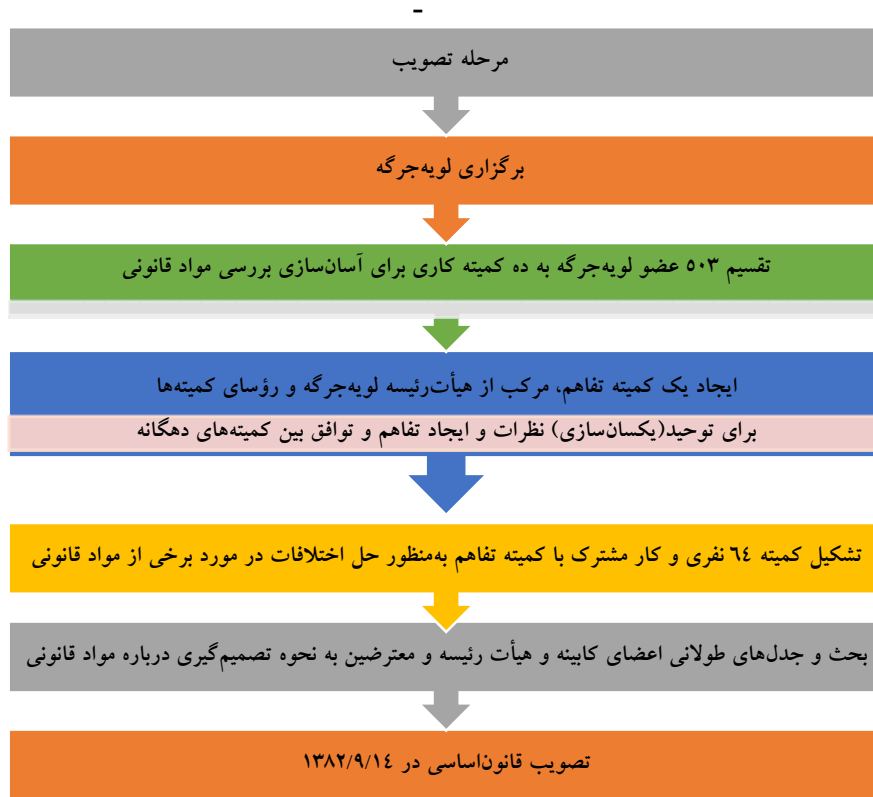 -
مرحله تصویب
برگزاری لویه‌جرگه
تقسیم ٥٠٣ عضو لویه‌جرگه به ده کمیته کاری برای آسان‌سازی بررسی مواد قانونی
ایجاد یک کمیته تفاهم، مرکب از هیأت‌رئیسه لویه‌جرگه و رؤسای کمیته‌ها
برای توحید(یکسان‌سازی) نظرات و ایجاد تفاهم و توافق بین کمیته‌های دهگانه
تشکیل کمیته ٦٤ نفری و کار مشترک با کمیته تفاهم به‌منظور حل اختلافات در مورد برخی از مواد قانونی
بحث و جدل‌های طولانی اعضای کابینه و هیأت رئیسه و معترضین به نحوه تصمیم‌گیری درباره مواد قانونی
تصویب قانون‌اساسی در ١٣٨٢/٩/١٤